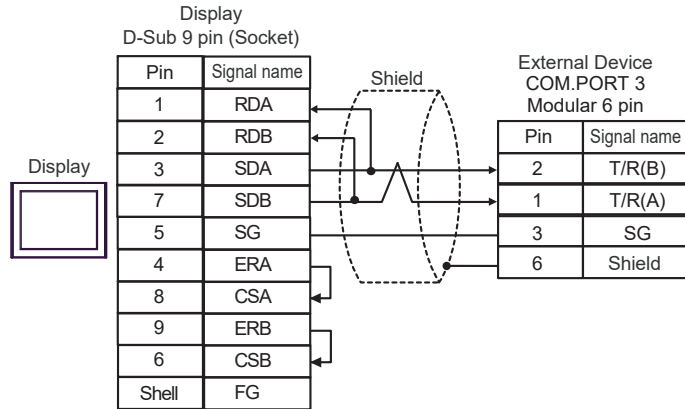 Display
D-Sub 9 pin (Socket)
Pin Signal name
1 RDA
2 RDB
3 SDA
7 SDB
5 SG
4 ERA
8 CSA
9 ERB
6 CSB
Shell FG
Display
Shield
External Device
COM.PORT 3
Modular 6 pin
Pin Signal name
2 T/R(B)
1 T/R(A)
3 SG
6 Shield